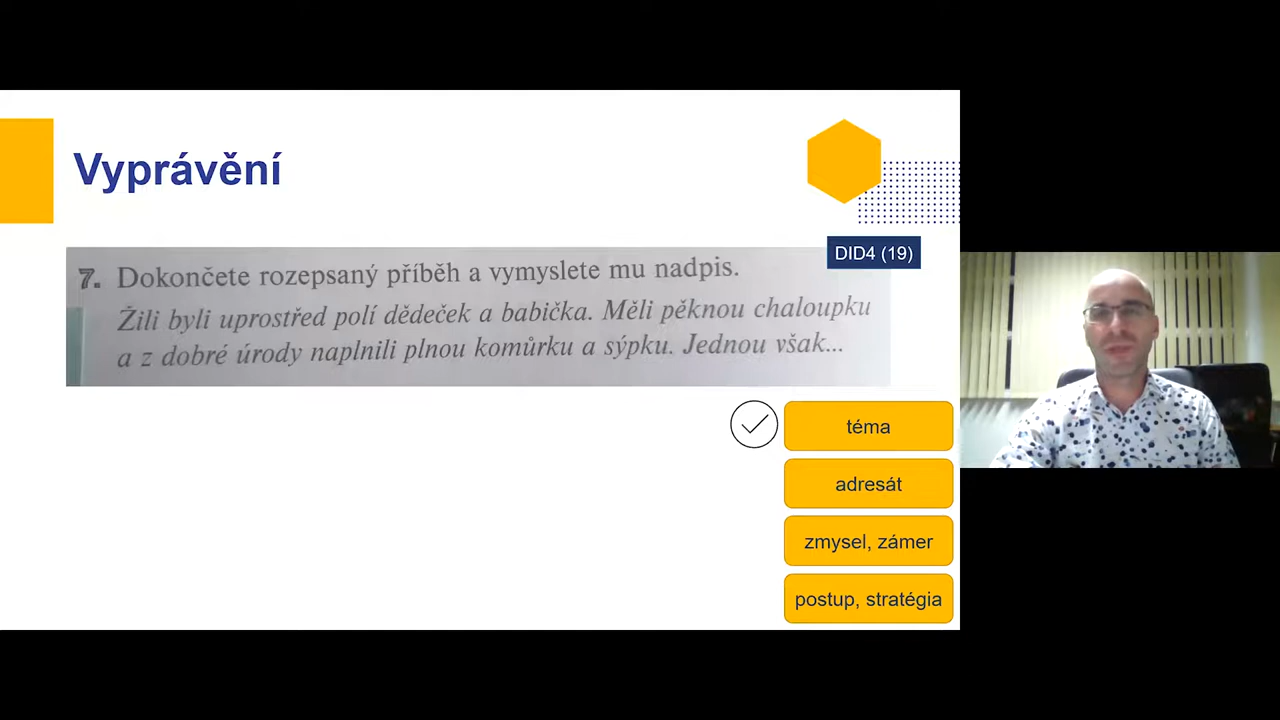 Vyprávění
DID4 (19)
7. Dokončete rozepsaný příběh a vymyslete mu nadpis.
Žili byli uprostřed polí dědeček a babička. Měli pěknou chaloupku
a z dobré úrody naplnili plnou komůrku a sýpku. Jednou však...
téma
adresát
zmysel, zámer
postup, stratégia